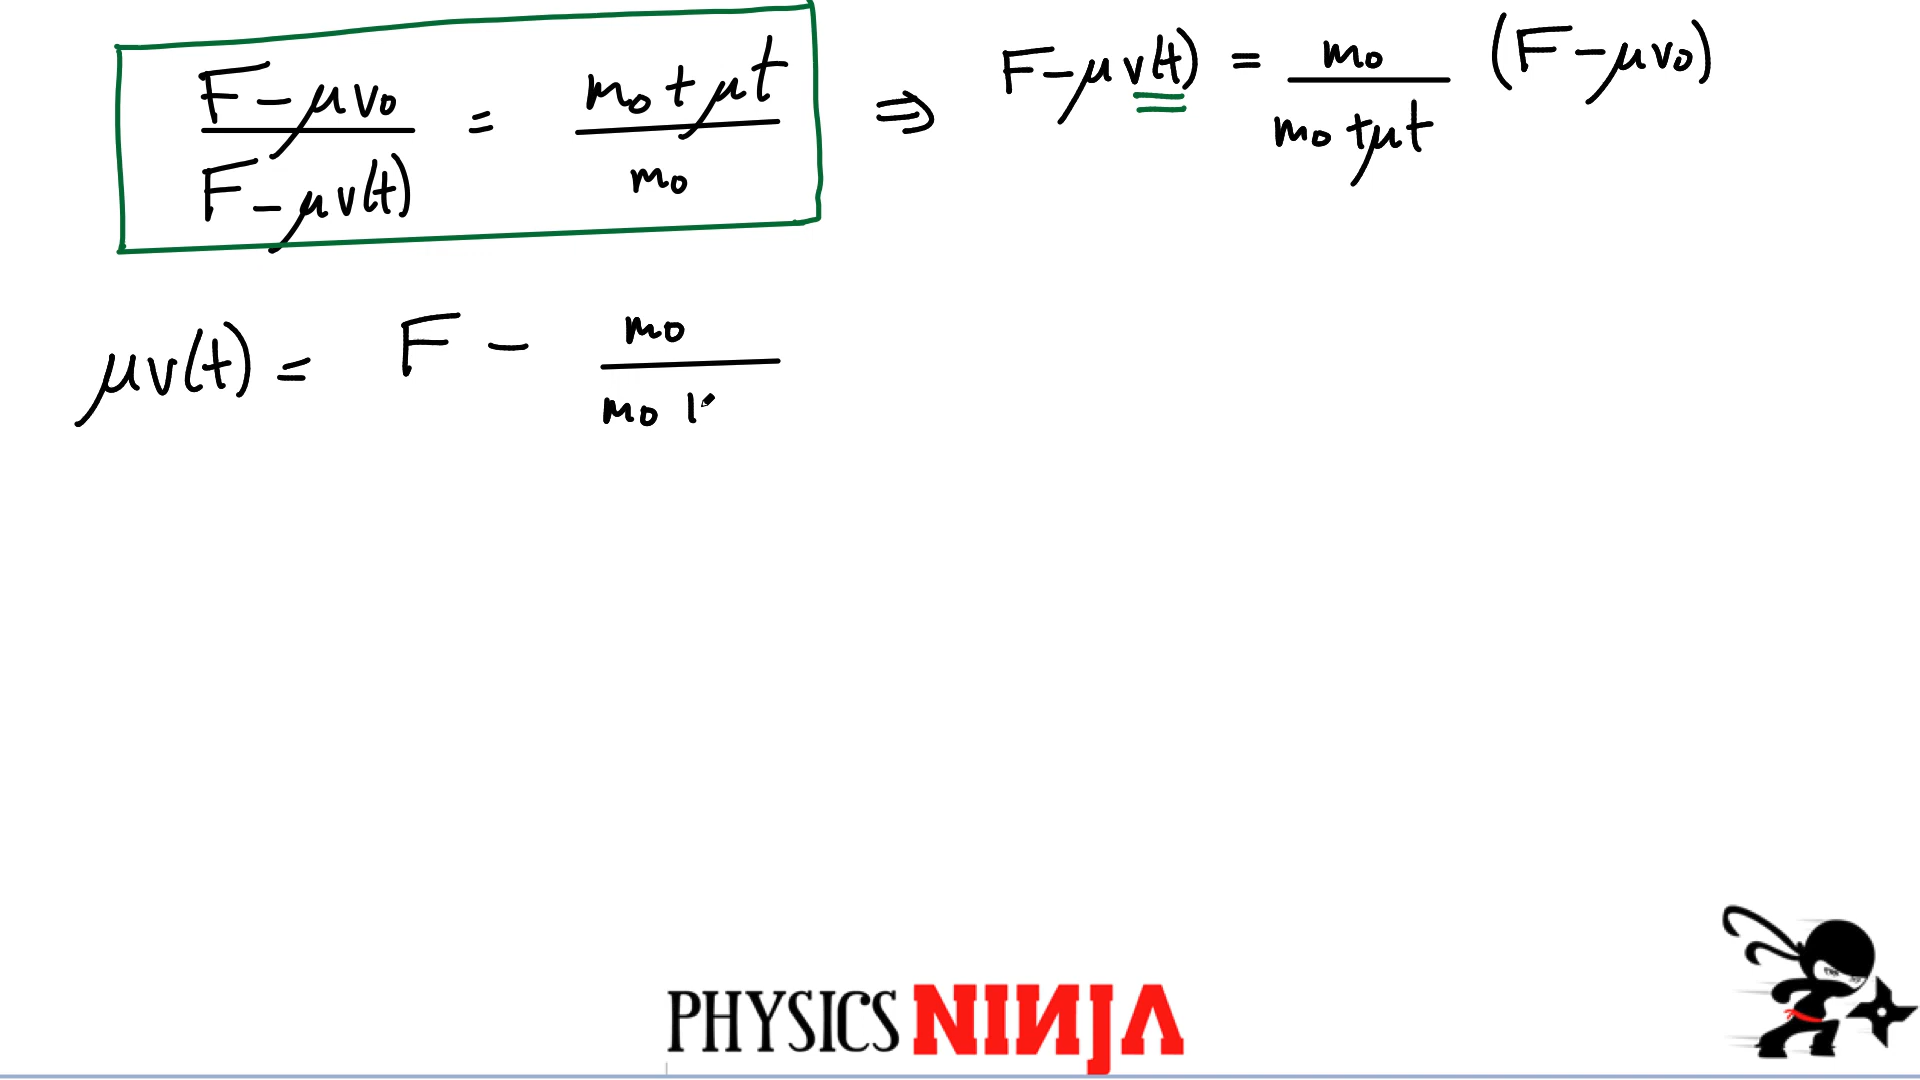 (F - μv₀) / (F - μv(t)) = (m₀ + μt) / m₀ ⇒ F - μv(t) = m₀ / (m₀ + μt) (F - μv₀)
μv(t) = F - m₀ / m₀
PHYSICS NINJA